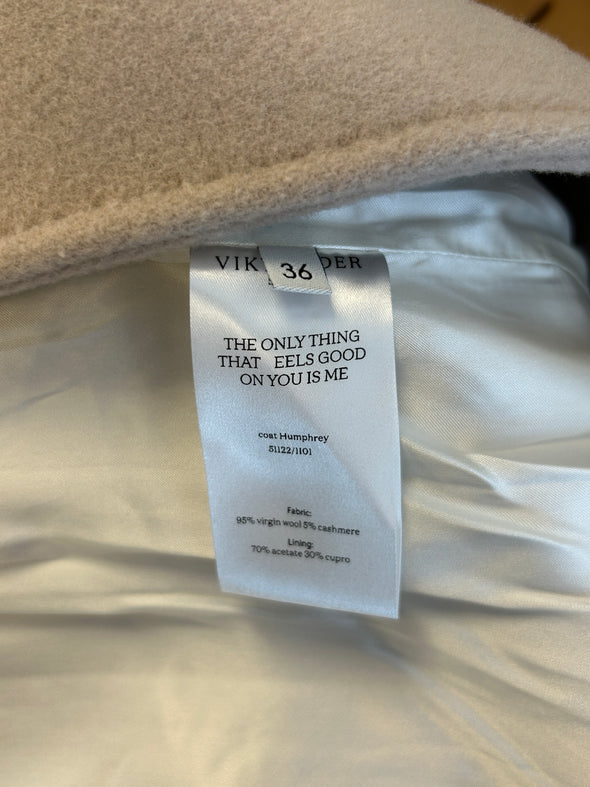 36
THE ONLY THING
THAT EELS GOOD
ON YOU IS ME
coat Humphrey
51122/1101
Fabric:
95% virgin wool 5% cashmere
Lining:
70% acetate 30% cupro